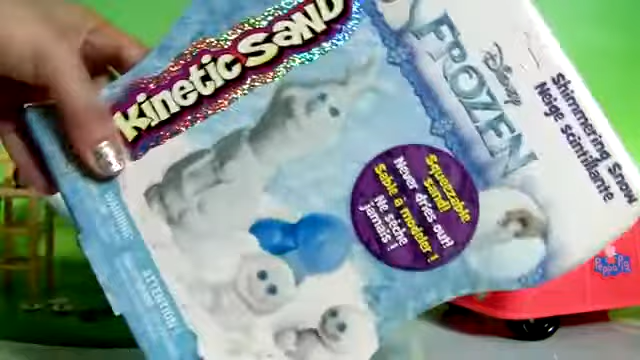 Kinetic Sand
Disney
FROZEN
Shimmering Snow
Neige scintillante
Squeezable
sand!
Never dries out!
Sable à modeler !
Ne sèche
jamais !
WARNING:
ATTENTION
Peppa Pig